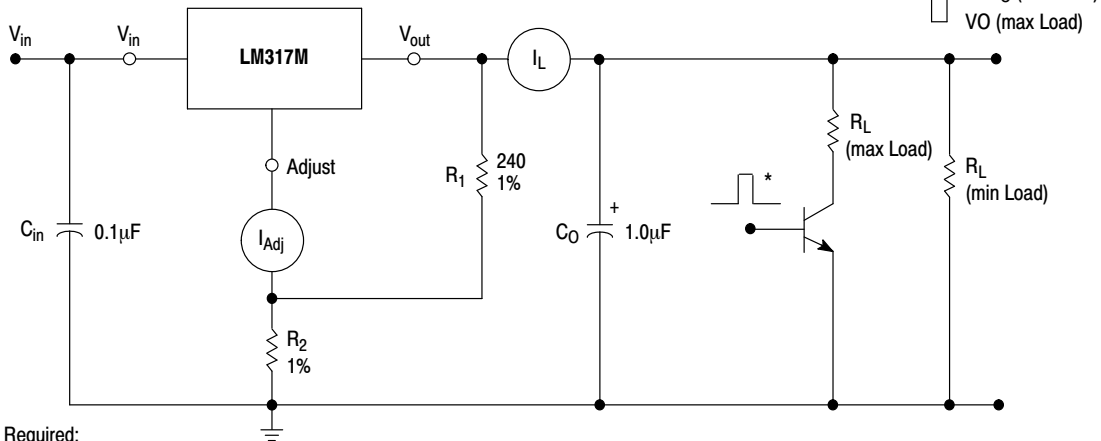 VO (max Load)
Vin
Vin
LM317M
Vout
IL
Adjust
R1
240
1%
RL
(max Load)
RL
(min Load)
*
Cin
0.1µF
IAdj
CO
+
1.0µF
R2
1%
Required: